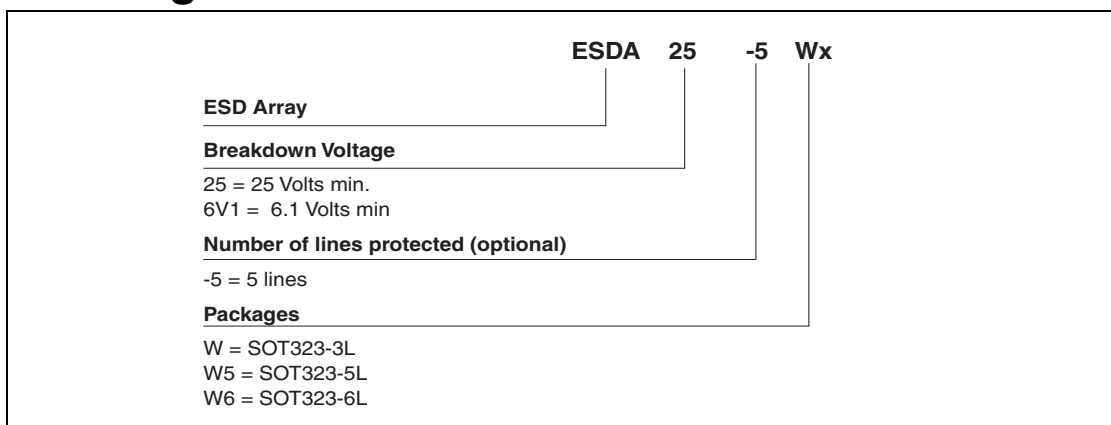 ESDA 25 -5 Wx
ESD Array
Breakdown Voltage
25 = 25 Volts min.
6V1 = 6.1 Volts min
Number of lines protected (optional)
-5 = 5 lines
Packages
W = SOT323-3L
W5 = SOT323-5L
W6 = SOT323-6L